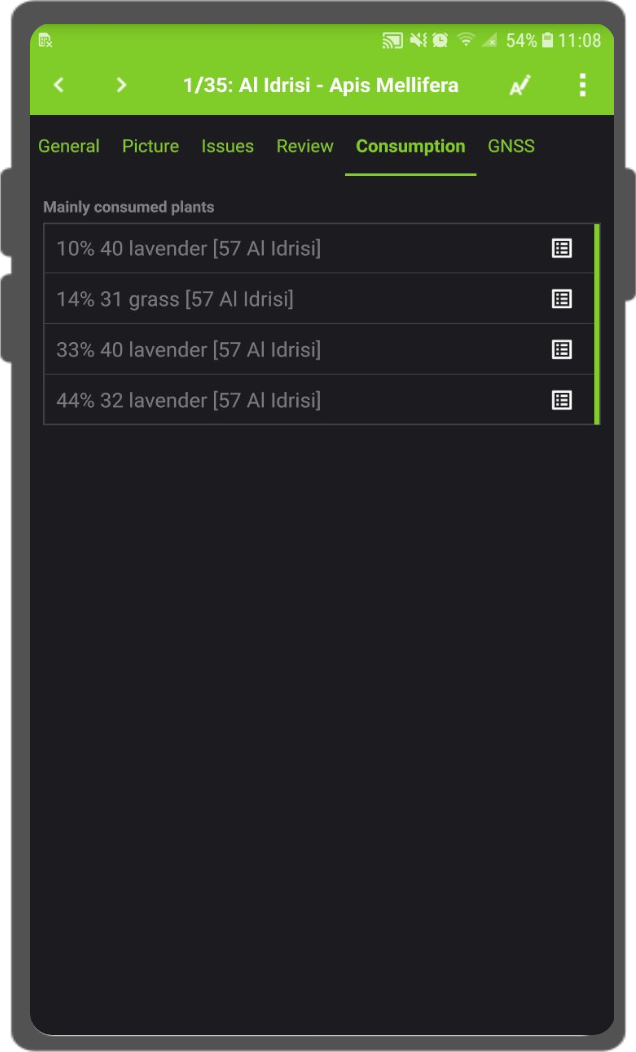 54% 11:08
1/35: Al Idrisi - Apis Mellifera
General Picture Issues Review Consumption GNSS
Mainly consumed plants
10% 40 lavender [57 Al Idrisi]
14% 31 grass [57 Al Idrisi]
33% 40 lavender [57 Al Idrisi]
44% 32 lavender [57 Al Idrisi]